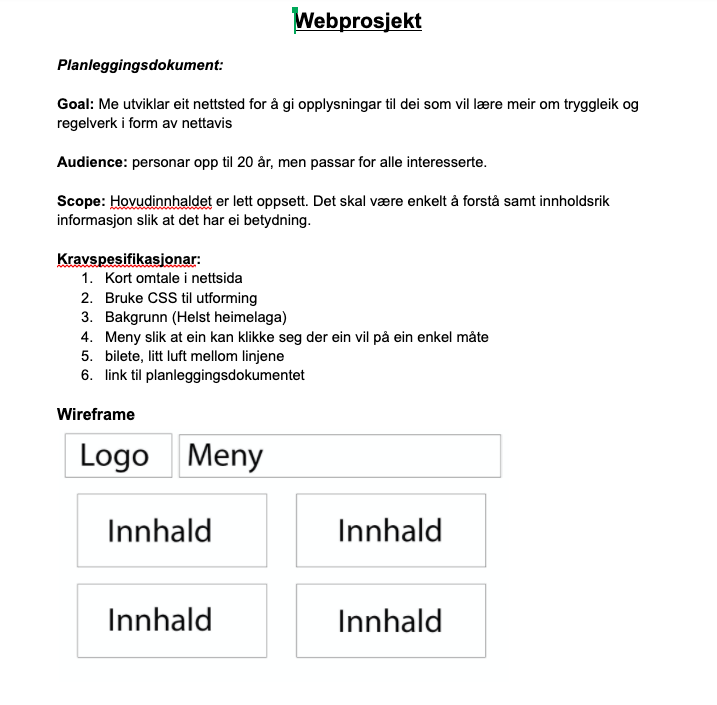 Webprosjekt
Planleggingsdokument:
Goal: Me utviklar eit nettsted for å gi opplysningar til dei som vil lære meir om tryggleik og
regelverk i form av nettavis
Audience: personar opp til 20 år, men passar for alle interesserte.
Scope: Hovudinnhaldet er lett oppsett. Det skal være enkelt å forstå samt innholdsrik
informasjon slik at det har ei betydning.
Kravspesifikasjonar:
1. Kort omtale i nettsida
2. Bruke CSS til utforming
3. Bakgrunn (Helst heimelaga)
4. Meny slik at ein kan klikke seg der ein vil på ein enkel måte
5. bilete, litt luft mellom linjene
6. link til planleggingsdokumentet
Wireframe
Logo Meny
Innhald Innhald
Innhald Innhald